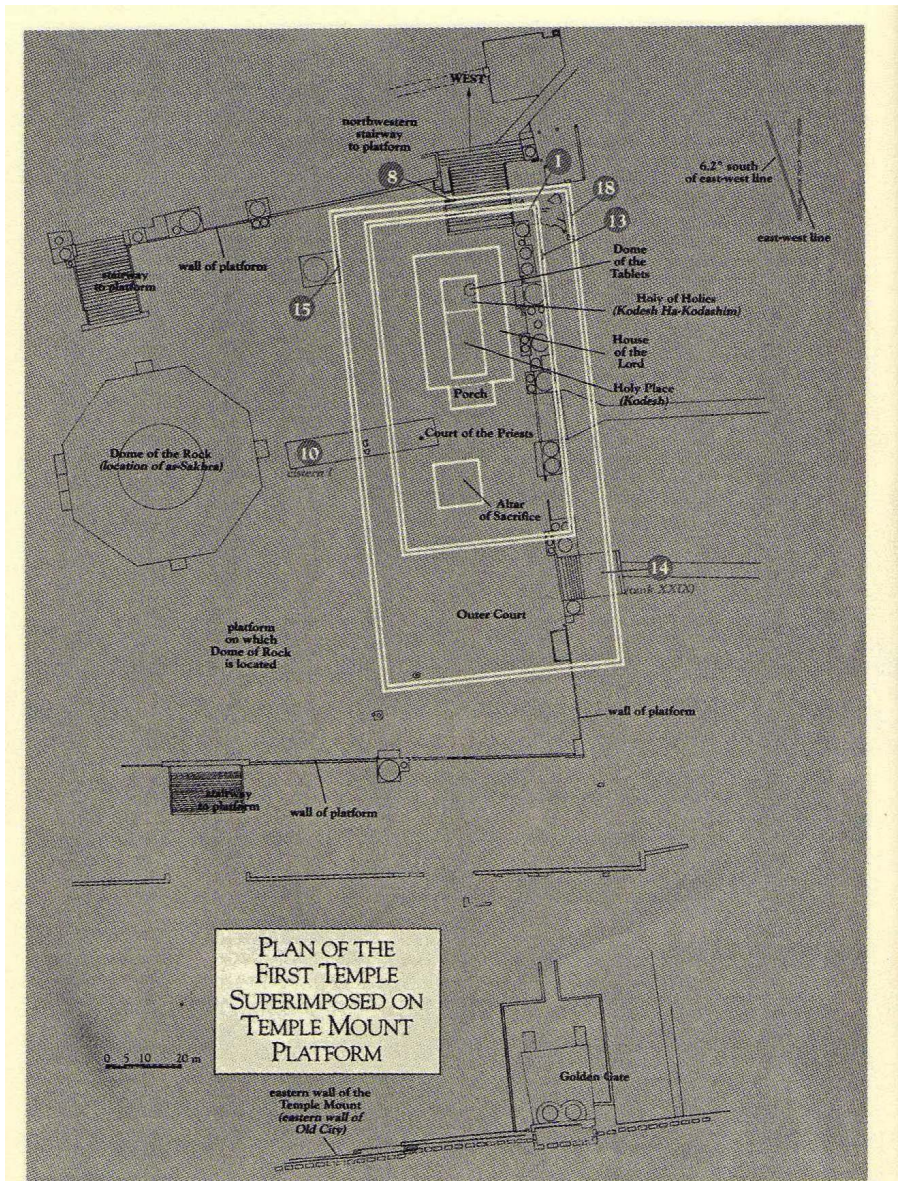 WEST
northwestern
stairway
to platform
1
8
18
6.2° south
of east-west line
13
east-west line
Dome
of the
Tablets
wall of platform
stairway
to platform
Holy of Holies
(Kodesh Ha-Kodashim)
15
House
of the
Lord
Holy Place
(Kodesh)
Porch
Court of the Priests
Dome of the Rock
(location of as-Sakhra)
10
cistern 1
Altar
of Sacrifice
14
(tank XXIX)
Outer Court
platform
on which
Dome of Rock
is located
wall of platform
stairway
to platform
wall of platform
PLAN OF THE
FIRST TEMPLE
SUPERIMPOSED ON
TEMPLE MOUNT
PLATFORM
0 5 10 20 m
Golden Gate
eastern wall of the
Temple Mount
(eastern wall of
Old City)